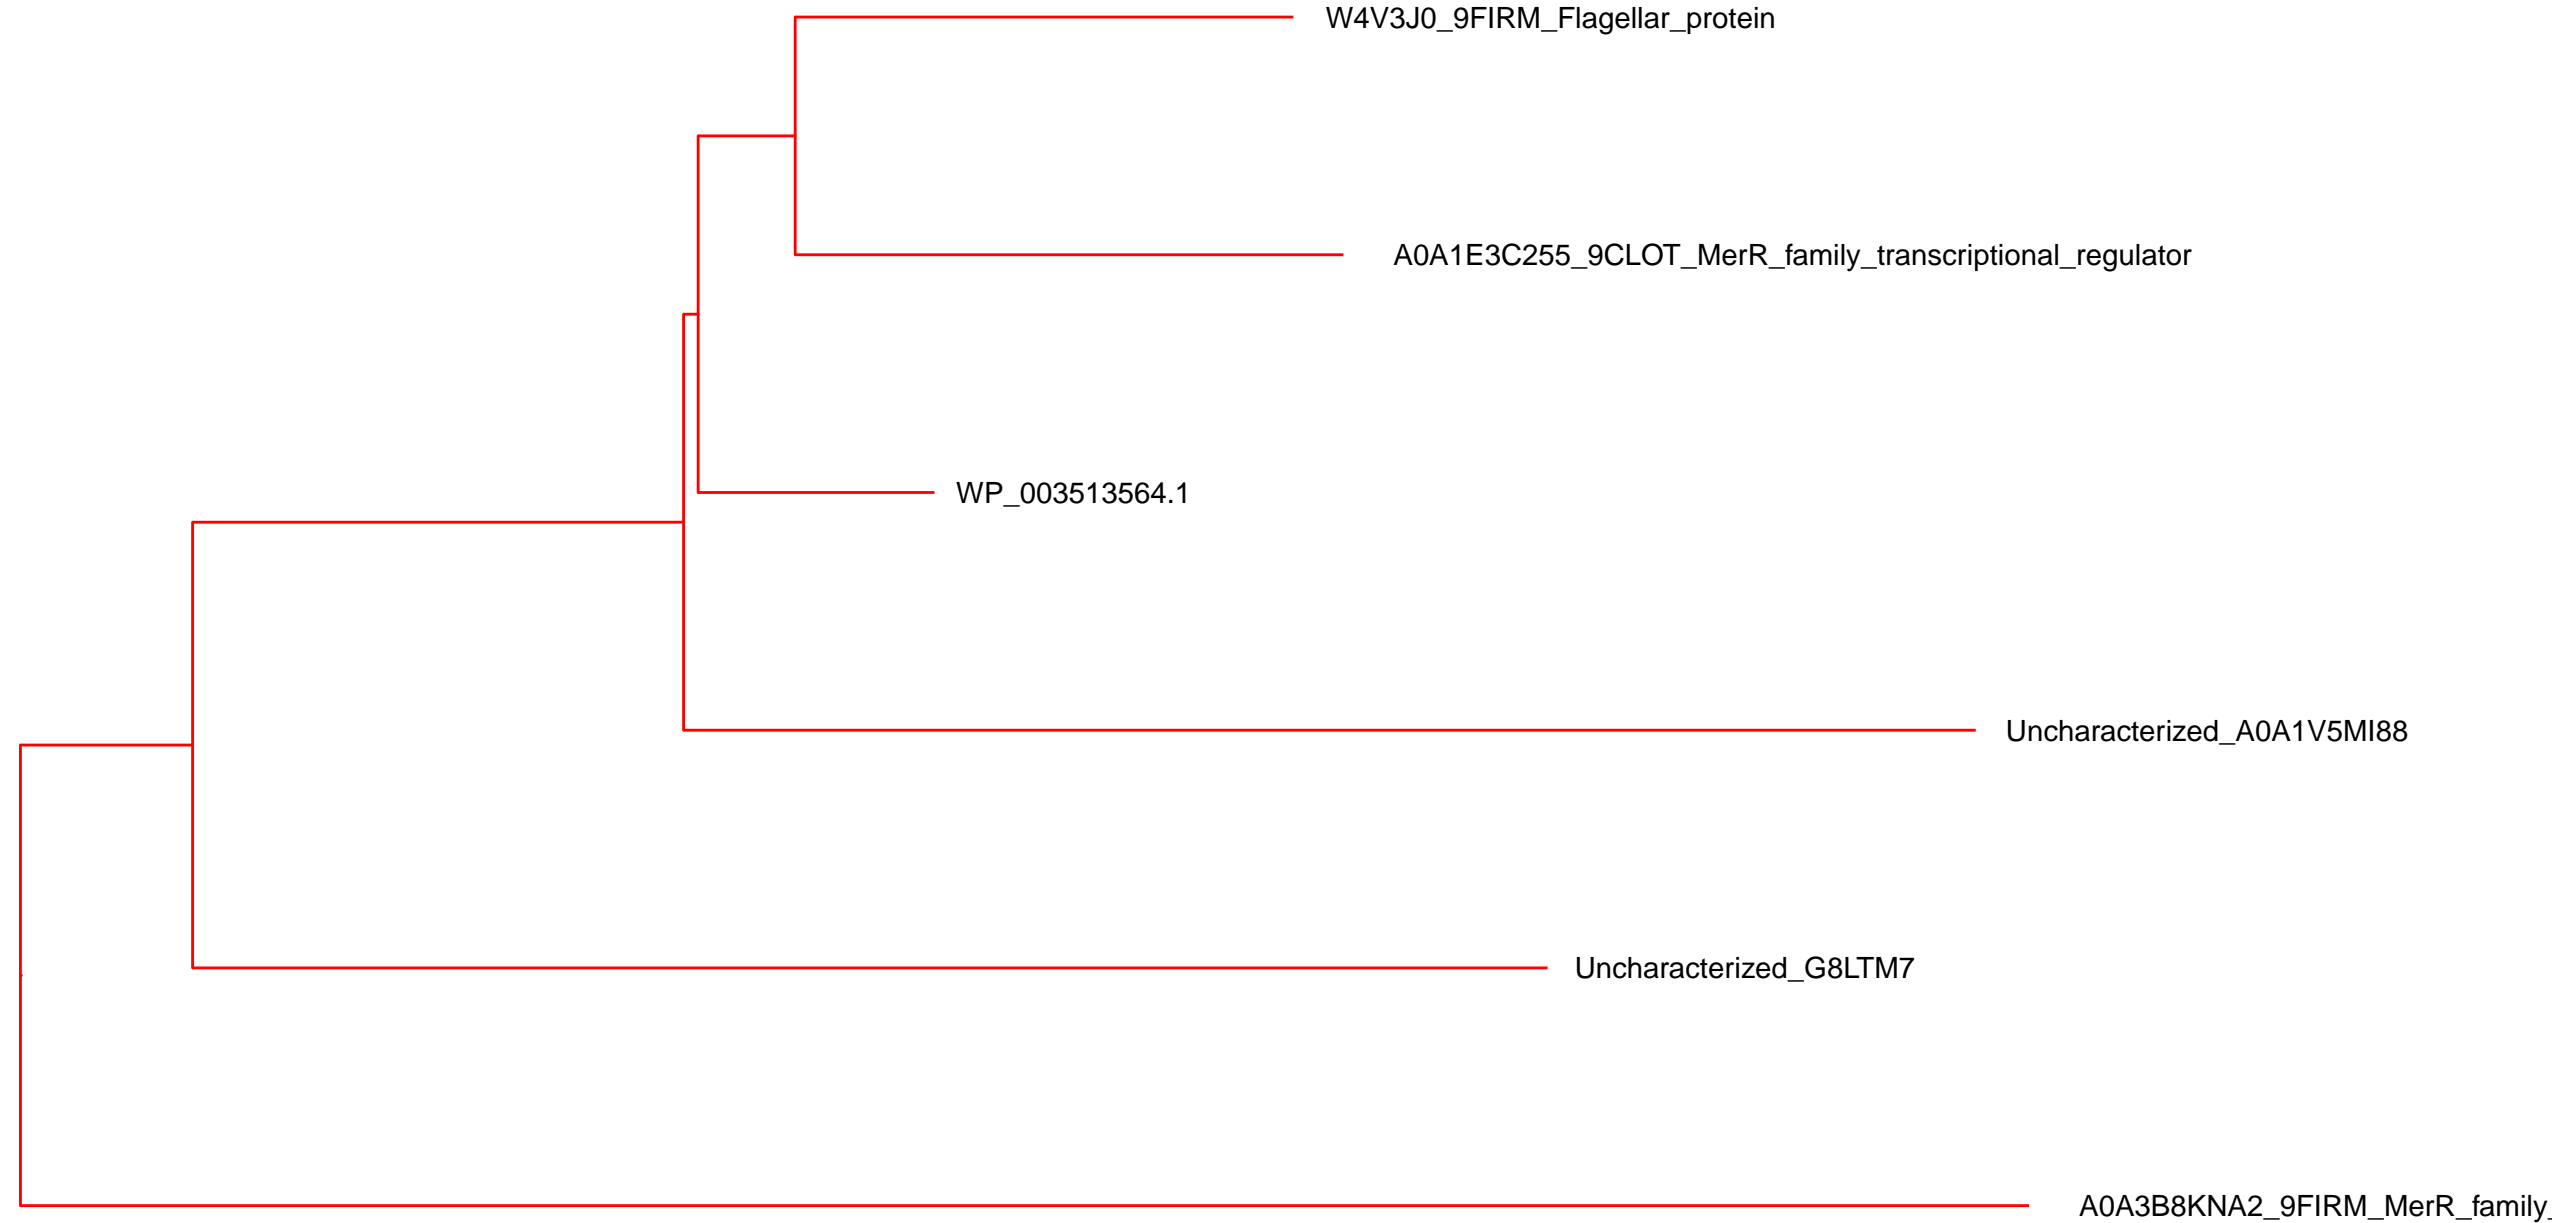 W4V3J0_9FIRM_Flagellar_protein
A0A1E3C255_9CLOT_MerR_family_transcriptional_regulator
WP_003513564.1
Uncharacterized_A0A1V5MI88
Uncharacterized_G8LTM7
A0A3B8KNA2_9FIRM_MerR_family_